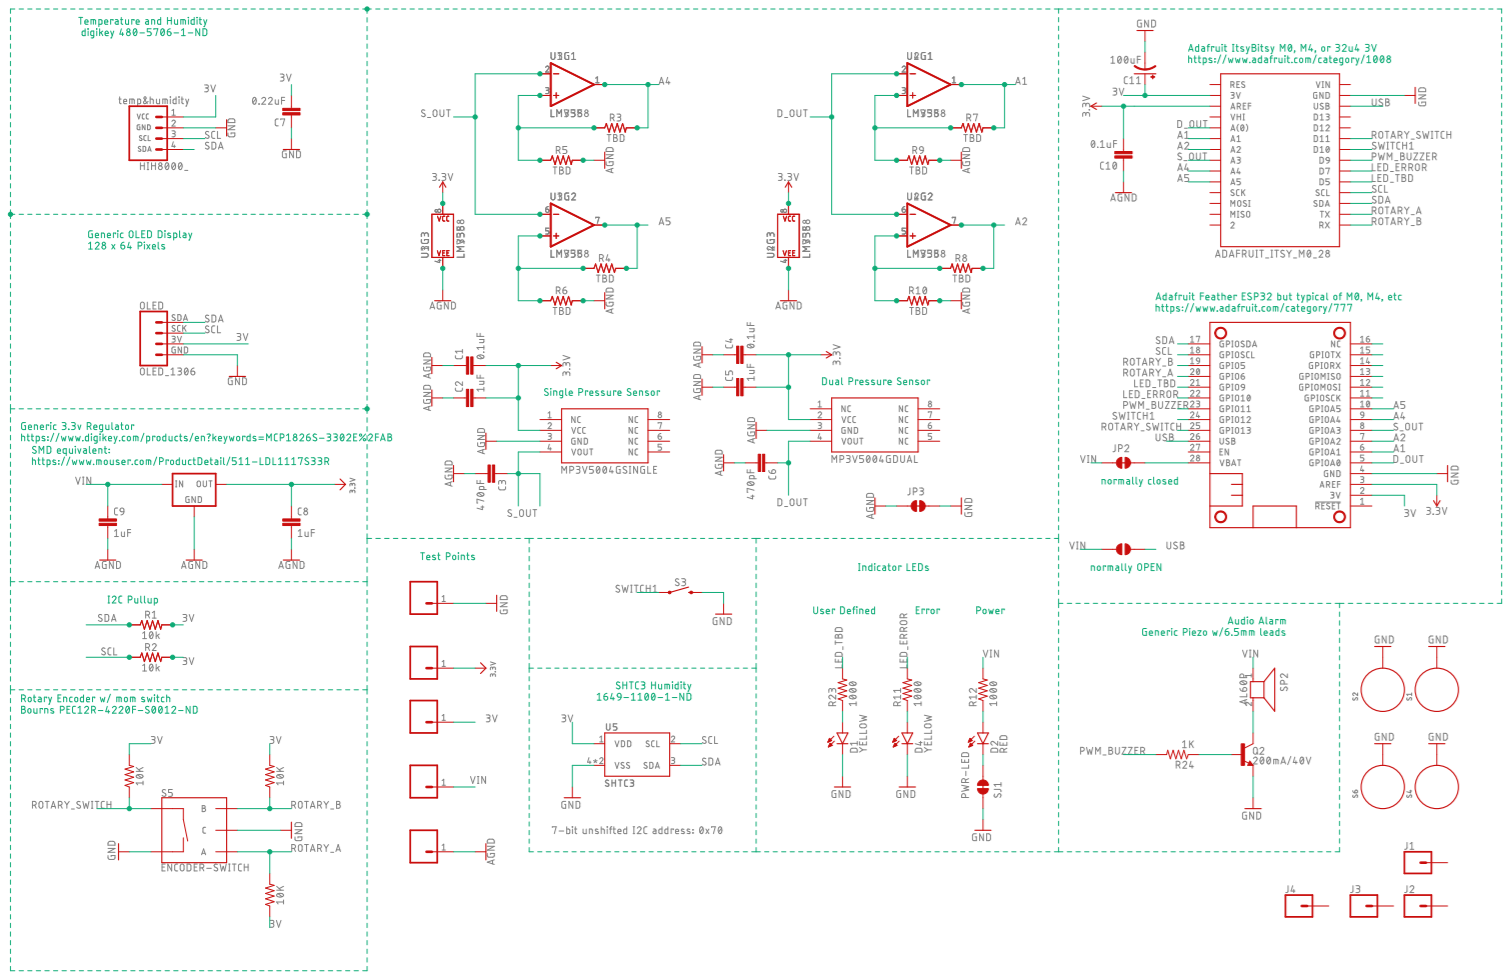 Temperature and Humidity
digikey 480-5706-1-ND
temp&humidity
VCC
GND
SCL
SDA
1
2
3
4
3V
GND
SCL
SDA
HIH8000_
3V
0.22uF
C7
GND
Generic OLED Display
128 x 64 Pixels
OLED
SDA
SCK
3V
GND
SDA
SCL
3V
GND
OLED_1306
Generic 3.3v Regulator
https://www.digikey.com/products/en?keywords=MCP1826S-3302E%2FAB
SMD equivalent:
https://www.mouser.com/ProductDetail/511-LDL1117S33R
VIN
IN OUT
GND
3.3V
C9
1uF
C8
1uF
AGND
AGND
AGND
I2C Pullup
SDA
R1
10k
3V
SCL
R2
10k
3V
Rotary Encoder w/ mom switch
Bourns PEC12R-4220F-S0012-ND
3V
3V
10K
10K
S5
ROTARY_SWITCH
B
C
A
ROTARY_B
GND
ROTARY_A
GND
ENCODER-SWITCH
10K
3V
S_OUT
2
3
1
A4
R3
TBD
R5
TBD
AGND
3.3V
8
VCC
VEE
4
AGND
6
5
7
A5
R4
TBD
R6
TBD
AGND
D_OUT
2
3
1
A1
R7
TBD
R9
TBD
AGND
3.3V
8
VCC
VEE
4
AGND
6
5
7
A2
R8
TBD
R10
TBD
AGND
AGND
C1
0.1uF
3.3V
AGND
C2
1uF
Single Pressure Sensor
1 NC NC 8
2 VCC NC 7
3 GND NC 6
4 VOUT NC 5
MP3V5004GSINGLE
AGND
AGND
470pF
C3
S_OUT
AGND
C4
0.1uF
3.3V
AGND
C5
1uF
Dual Pressure Sensor
1 NC NC 8
2 VCC NC 7
3 GND NC 6
4 VOUT NC 5
MP3V5004GDUAL
AGND
AGND
470pF
C6
D_OUT
JP3
AGND
GND
Test Points
1
GND
1
3.3V
1
3V
1
VIN
1
AGND
SWITCH1
S3
GND
SHTC3 Humidity
1649-1100-1-ND
3V
U5
1 VDD SCL 2 SCL
4*2 VSS SDA 3 SDA
SHTC3
GND
7-bit unshifted I2C address: 0x70
Indicator LEDs
User Defined
Error
Power
LED_TBD
R23
1000
D1
YELLOW
GND
LED_ERROR
R11
1000
D4
YELLOW
GND
VIN
R12
1000
D2
RED
PWR-LED
SJ1
GND
GND
100uF
C11
3V
3.3V
0.1uF
C10
AGND
Adafruit ItsyBitsy M0, M4, or 32u4 3V
https://www.adafruit.com/category/1008
RES VIN
3V GND GND
AREF USB USB
VHI D13
D_OUT A(0) D12
A1 A1 D11 ROTARY_SWITCH
A2 A2 D10 SWITCH1
S_OUT A3 D9 PWM_BUZZER
A4 A4 D7 LED_ERROR
A5 A5 D5 LED_TBD
SCK SCL SCL
MOSI SDA SDA
MISO TX ROTARY_A
2 RX ROTARY_B
ADAFRUIT_ITSY_M0_28
Adafruit Feather ESP32 but typical of M0, M4, etc
https://www.adafruit.com/category/777
SDA 17 GPIOSDA NC 16
SCL 18 GPIOSCL GPIOTX 15
ROTARY_B 19 GPIO5 GPIORX 14
ROTARY_A 20 GPIO6 GPIOMISO 13
LED_TBD 21 GPIO9 GPIOMOSI 12
LED_ERROR 22 GPIO10 GPIOSCK 11
PWM_BUZZER 23 GPIO11 GPIOA5 10 A5
SWITCH1 24 GPIO12 GPIOA4 9 A4
ROTARY_SWITCH 25 GPIO13 GPIOA3 8 S_OUT
USB 26 USB GPIOA2 7 A2
27 EN GPIOA1 6 A1
28 VBAT GPIOA0 5 D_OUT
GND 4 GND
AREF 3
3V 2
RESET 1
3V
3.3V
VIN
JP2
normally closed
VIN
USB
normally OPEN
Audio Alarm
Generic Piezo w/6.5mm leads
VIN
AL60P
SP2
PWM_BUZZER
1K
R24
Q2
200mA/40V
GND
GND
GND
S2
S1
GND
GND
S6
S4
J1
J4
J3
J2